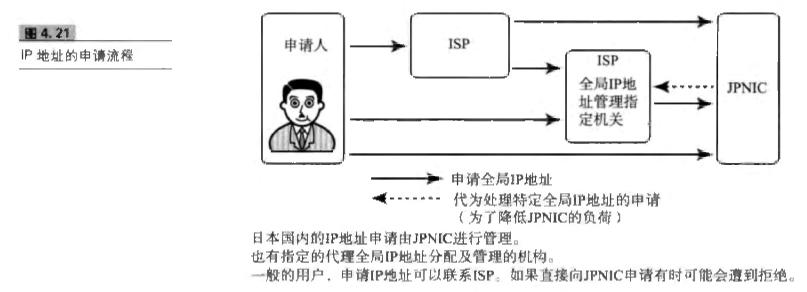 图4.21
IP 地址的申请流程
申请人
ISP
ISP
全局IP地
址管理指
定机关
JPNIC
申请全局IP地址
代为处理特定全局IP地址的申请
（为了降低JPNIC的负荷）
日本国内的IP地址申请由JPNIC进行管理。
也有指定的代理全局IP地址分配及管理的机构。
一般的用户，申请IP地址可以联系ISP。如果直接向JPNIC申请有时可能会遭到拒绝。